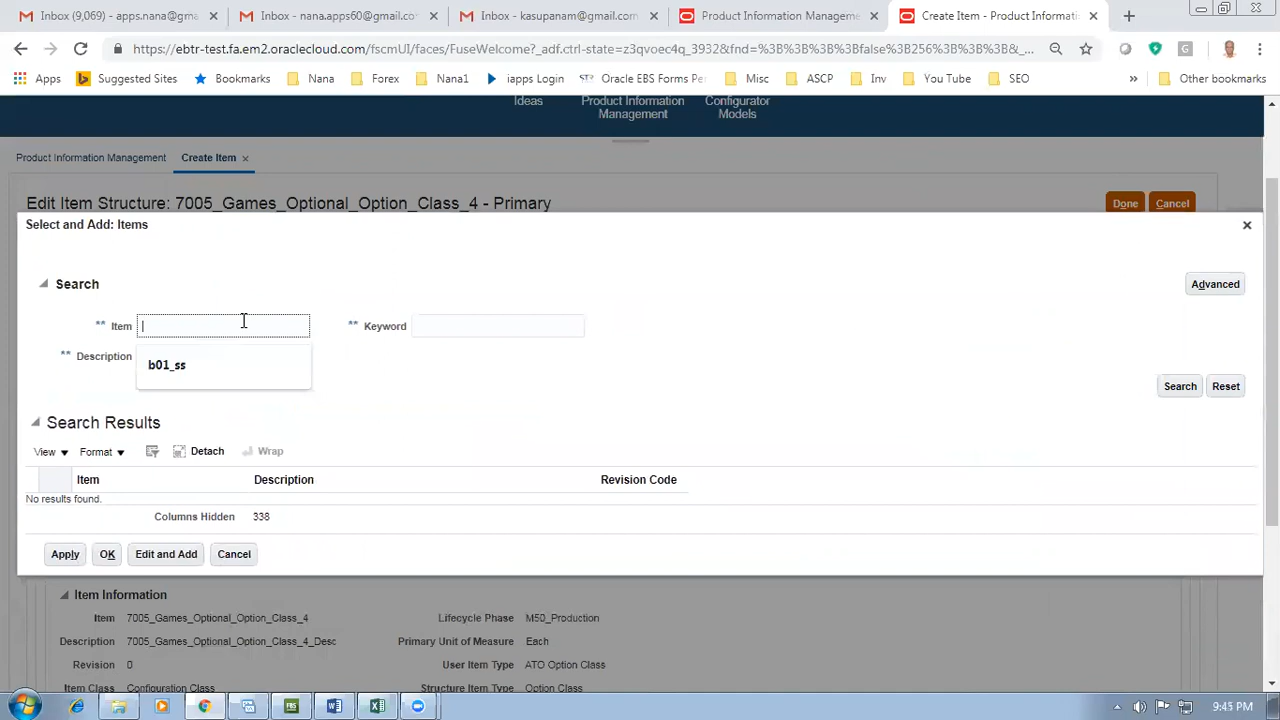 Inbox (9,069) - apps.nana@gma
Inbox - nana.apps60@gmail.co
Inbox - kasupanam@gmail.com
Product Information Manageme
Create Item - Product Informati
https://ebtr-test.fa.em2.oraclecloud.com/fscmUI/faces/FuseWelcome?_adf.ctrl-state=z3qvoec4q_3932&fnd=%3B%3B%3B%3Bfalse%3B256%3B%3B%3B&_...
Apps
Suggested Sites
Bookmarks
Nana
Forex
Nana1
iapps Login
Oracle EBS Forms Pe
Misc
ASCP
Inv
You Tube
SEO
»
Other bookmarks
Ideas
Product Information
Management
Configurator
Models
Product Information Management
Create Item
Edit Item Structure: 7005_Games_Optional_Option_Class_4 - Primary
Done
Cancel
Select and Add: Items
Search
Advanced
** Item
** Keyword
** Description
b01_ss
Search
Reset
Search Results
View
Format
Detach
Wrap
Item
Description
Revision Code
No results found.
Columns Hidden 338
Apply
OK
Edit and Add
Cancel
Item Information
Item 7005_Games_Optional_Option_Class_4
Lifecycle Phase M50_Production
Description 7005_Games_Optional_Option_Class_4_Desc
Primary Unit of Measure Each
Revision 0
User Item Type ATO Option Class
Item Class Configuration Class
Structure Item Type Option Class
9:45 PM